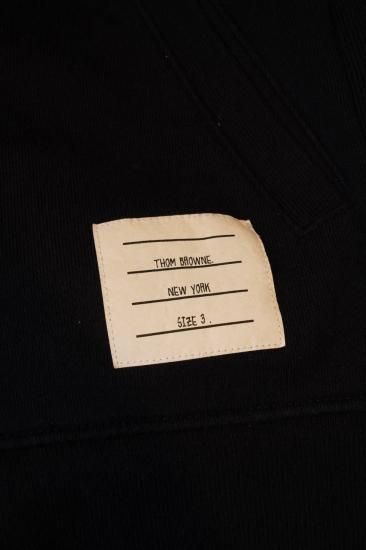 THOM BROWNE.
NEW YORK
SIZE 3.